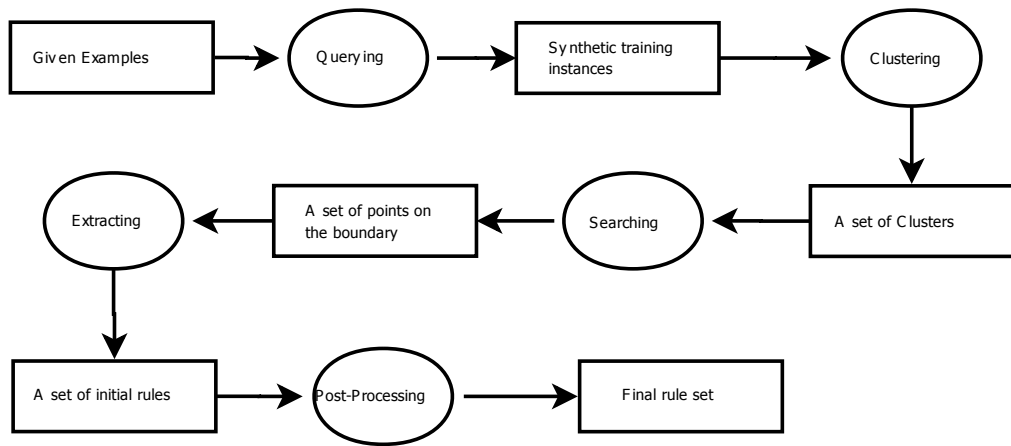 Given Examples
Querying
Synthetic training
instances
Clustering
Extracting
A set of points on
the boundary
Searching
A set of Clusters
A set of initial rules
Post-Processing
Final rule set